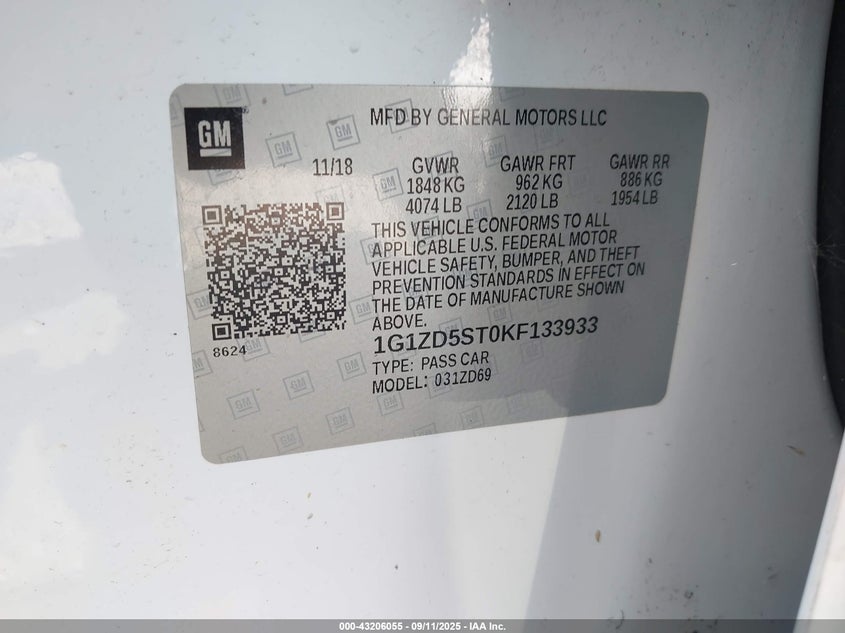 GM
MFD BY GENERAL MOTORS LLC
11/18 GVWR GAWR FRT GAWR RR
1848 KG 962 KG 886 KG
4074 LB 2120 LB 1954 LB
THIS VEHICLE CONFORMS TO ALL
APPLICABLE U.S. FEDERAL MOTOR
VEHICLE SAFETY, BUMPER, AND THEFT
PREVENTION STANDARDS IN EFFECT ON
THE DATE OF MANUFACTURE SHOWN
ABOVE.
8624
1G1ZD5ST0KF133933
TYPE: PASS CAR
MODEL: 031ZD69
000-43206055 - 09/11/2025 - IAA Inc.